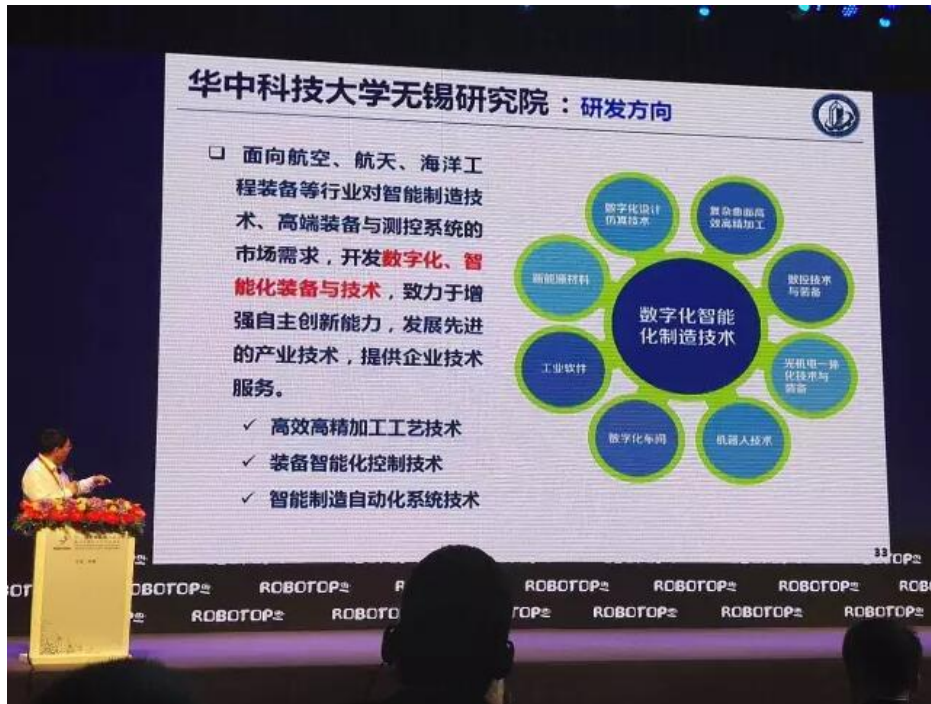 华中科技大学无锡研究院：研发方向
□ 面向航空、航天、海洋工
程装备等行业对智能制造技
术、高端装备与测控系统的
市场需求，开发数字化、智
能化装备与技术，致力于增
强自主创新能力，发展先进
的产业技术，提供企业技术
服务。
✓ 高效高精加工工艺技术
✓ 装备智能化控制技术
✓ 智能制造自动化系统技术
数字化设计
仿真技术
复杂曲面高
效高精加工
数控技术
与装备
光机电一体
化技术与
装备
机器人技术
数字化车间
工业软件
新能源材料
数字化智能
化制造技术
33
ROBOTOP
ROBOTOP
ROBOTOP
ROBOTOP
ROBOTOP
ROBOTOP
ROBOTOP
ROBOTOP
ROBOTOP